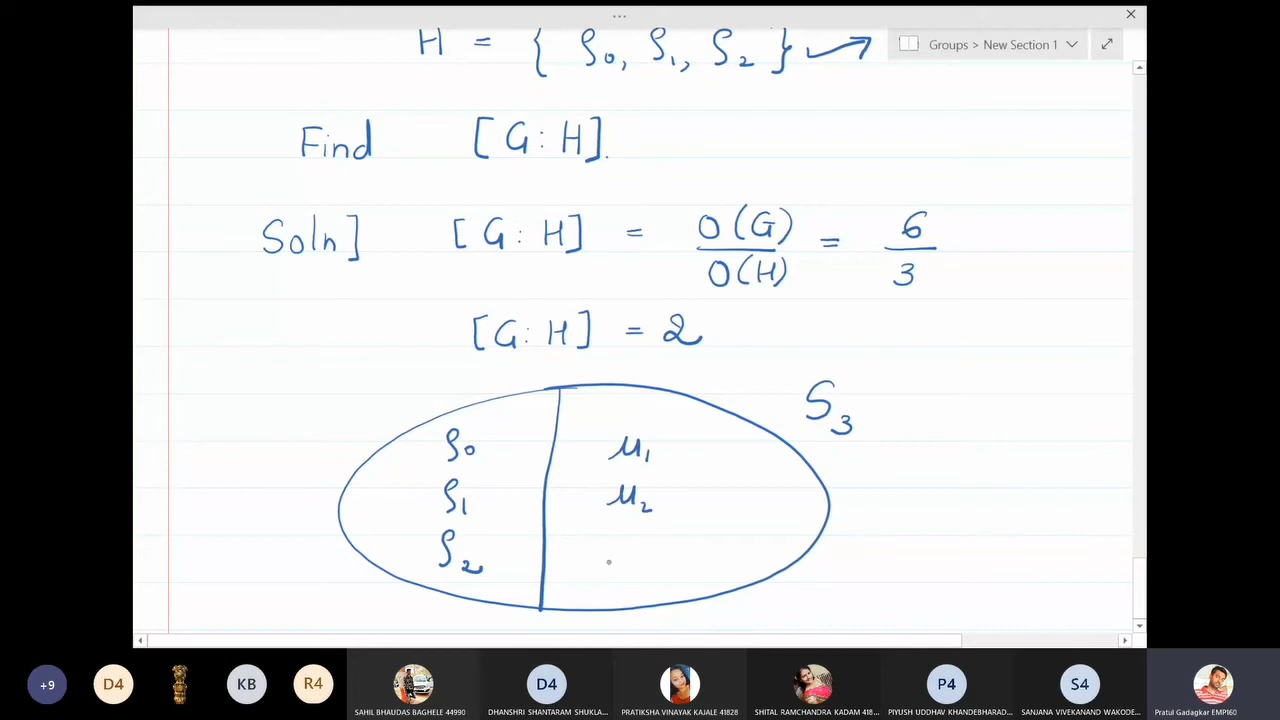 H = { ρ0, ρ1, ρ2 }
Groups > New Section 1
Find [G:H].
Soln] [G:H] = O(G)/O(H) = 6/3
[G:H] = 2
S3
ρ0 μ1
ρ1 μ2
ρ2
+9 D4 KB R4 D4 P4 S4
SAHIL BHAUDAS BAGHELE 44990 DHANSHRI SHANTARAM SHUKLA... PRATIKSHA VINAYAK KAJALE 41828 SHITAL RAMCHANDRA KADAM 418... PIYUSH UDDHAV KHANDEBHARAD... SANJANA VIVEKANAND WAKODE... Pratul Gadagkar EMP160